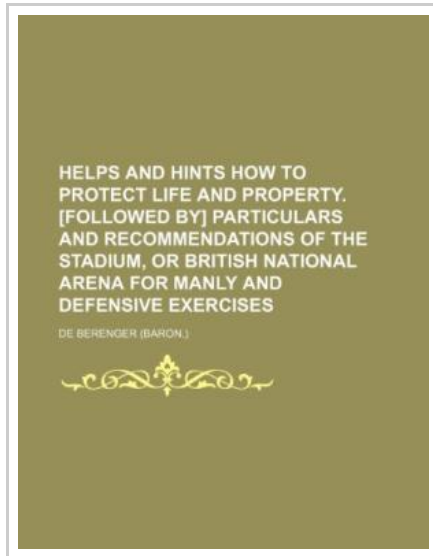 HELPS AND HINTS HOW TO
PROTECT LIFE AND PROPERTY.
[FOLLOWED BY] PARTICULARS
AND RECOMMENDATIONS OF THE
STADIUM, OR BRITISH NATIONAL
ARENA FOR MANLY AND
DEFENSIVE EXERCISES
DE BERENGER (BARON.)